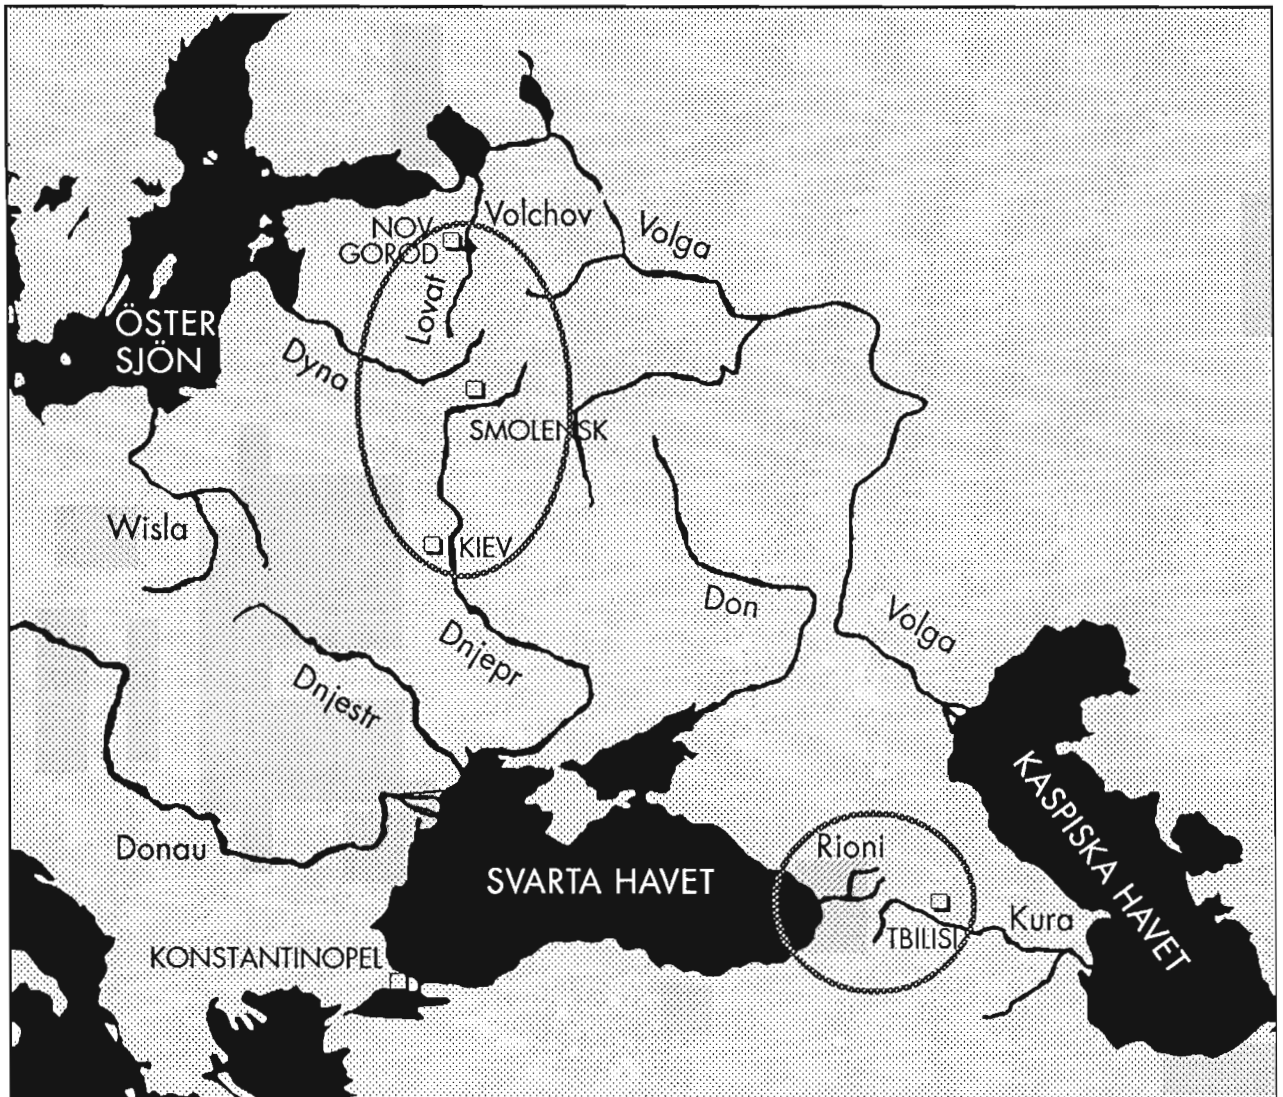 NOV
GOROD
Volchov
Volga
Lovat
ÖSTER
SJÖN
Dyna
SMOLENSK
Wisla
KIEV
Don
Volga
Dnjepr
Dnjestr
KASPISKA HAVET
Donau
Rioni
SVARTA HAVET
Kura
TBILISI
KONSTANTINOPEL